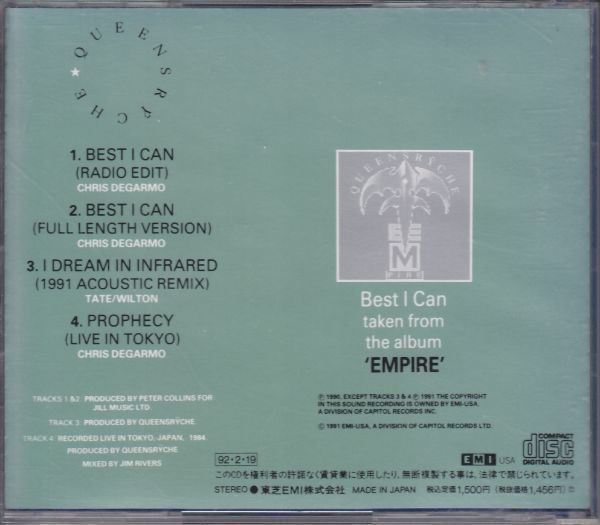 QUEENSRŸCHE
1. BEST I CAN
(RADIO EDIT)
CHRIS DEGARMO
2. BEST I CAN
(FULL LENGTH VERSION)
CHRIS DEGARMO
3. I DREAM IN INFRARED
(1991 ACOUSTIC REMIX)
TATE/WILTON
4. PROPHECY
(LIVE IN TOKYO)
CHRIS DEGARMO
TRACKS 1 & 2 PRODUCED BY PETER COLLINS FOR
JILL MUSIC LTD.
TRACK 3 PRODUCED BY QUEENSRŸCHE
TRACK 4 RECORDED LIVE IN TOKYO, JAPAN, 1984.
PRODUCED BY QUEENSRŸCHE
MIXED BY JIM RIVERS
QUEENSRŸCHE
EM
PIRE
Best I Can
taken from
the album
'EMPIRE'
℗ 1990, EXCEPT TRACKS 3 & 4 ℗ 1991 THE COPYRIGHT
IN THIS SOUND RECORDING IS OWNED BY EMI-USA,
A DIVISION OF CAPITOL RECORDS INC.
© 1991 EMI-USA, A DIVISION OF CAPITOL RECORDS LTD.
COMPACT
disc
DIGITAL AUDIO
92・2・19
EMI USA
このCDを権利者の許諾なく賃貸業に使用したり、無断複製する事は、法律で禁じられています。
STEREO ● 東芝EMI株式会社 MADE IN JAPAN 税込定価1,500円 (税抜価格1,456円)